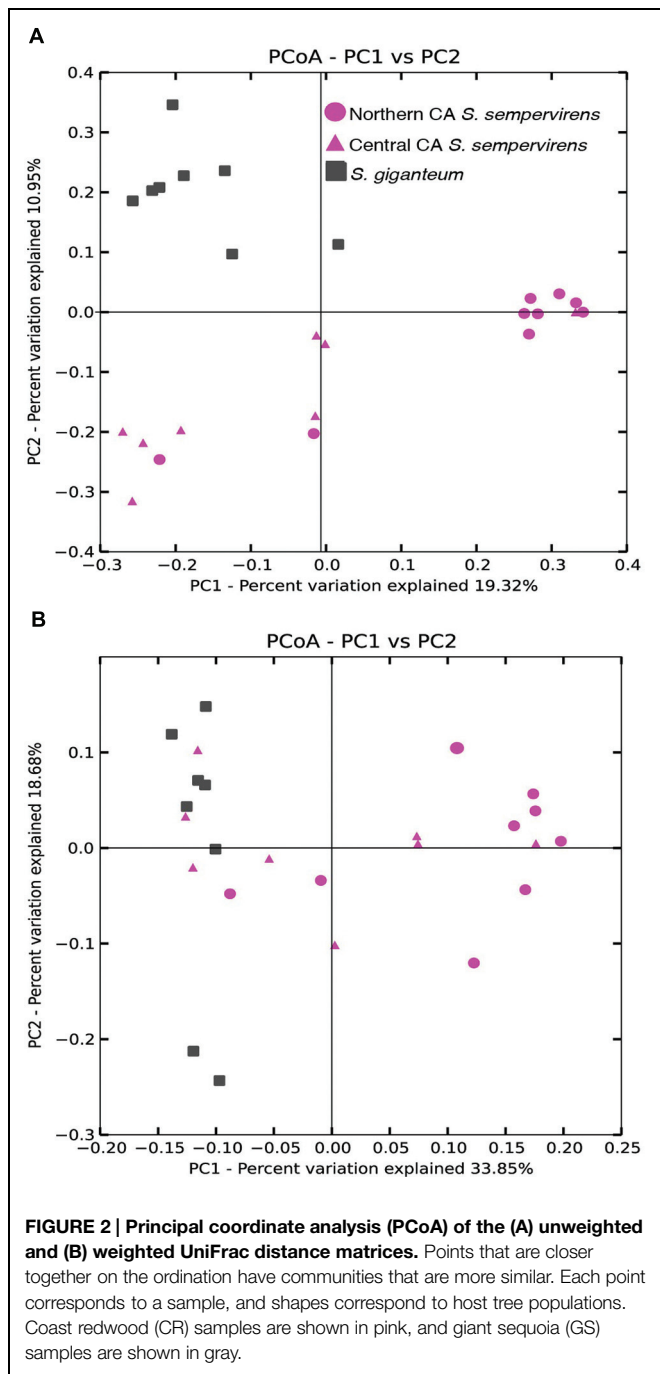 A
PCoA - PC1 vs PC2
Northern CA S. sempervirens
Central CA S. sempervirens
S. giganteum
PC2 - Percent variation explained 10.95%
0.4
0.3
0.2
0.1
0.0
−0.1
−0.2
−0.3
−0.4
−0.3 −0.2 −0.1 0.0 0.1 0.2 0.3 0.4
PC1 - Percent variation explained 19.32%
B
PCoA - PC1 vs PC2
PC2 - Percent variation explained 18.68%
0.1
0.0
−0.1
−0.2
−0.3
−0.20 −0.15 −0.10 −0.05 0.00 0.05 0.10 0.15 0.20 0.25
PC1 - Percent variation explained 33.85%
FIGURE 2 | Principal coordinate analysis (PCoA) of the (A) unweighted
and (B) weighted UniFrac distance matrices. Points that are closer
together on the ordination have communities that are more similar. Each point
corresponds to a sample, and shapes correspond to host tree populations.
Coast redwood (CR) samples are shown in pink, and giant sequoia (GS)
samples are shown in gray.